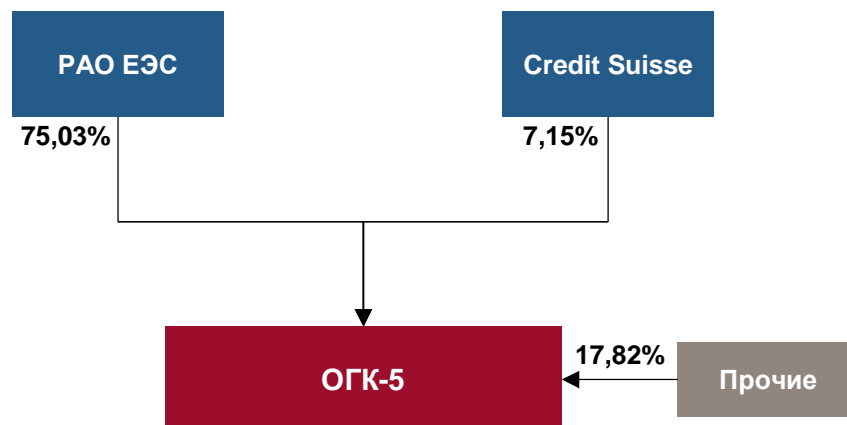 РАО ЕЭС
Credit Suisse
75,03%
7,15%
17,82%
ОГК-5
Прочие